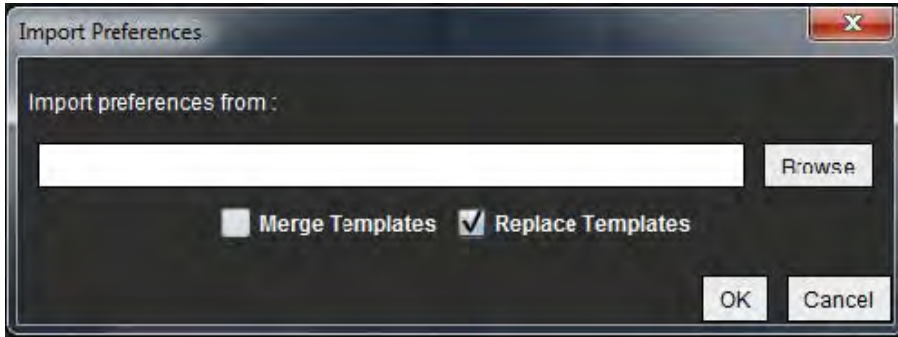 Import Preferences
Import preferences from :
Browse
Merge Templates Replace Templates
OK Cancel